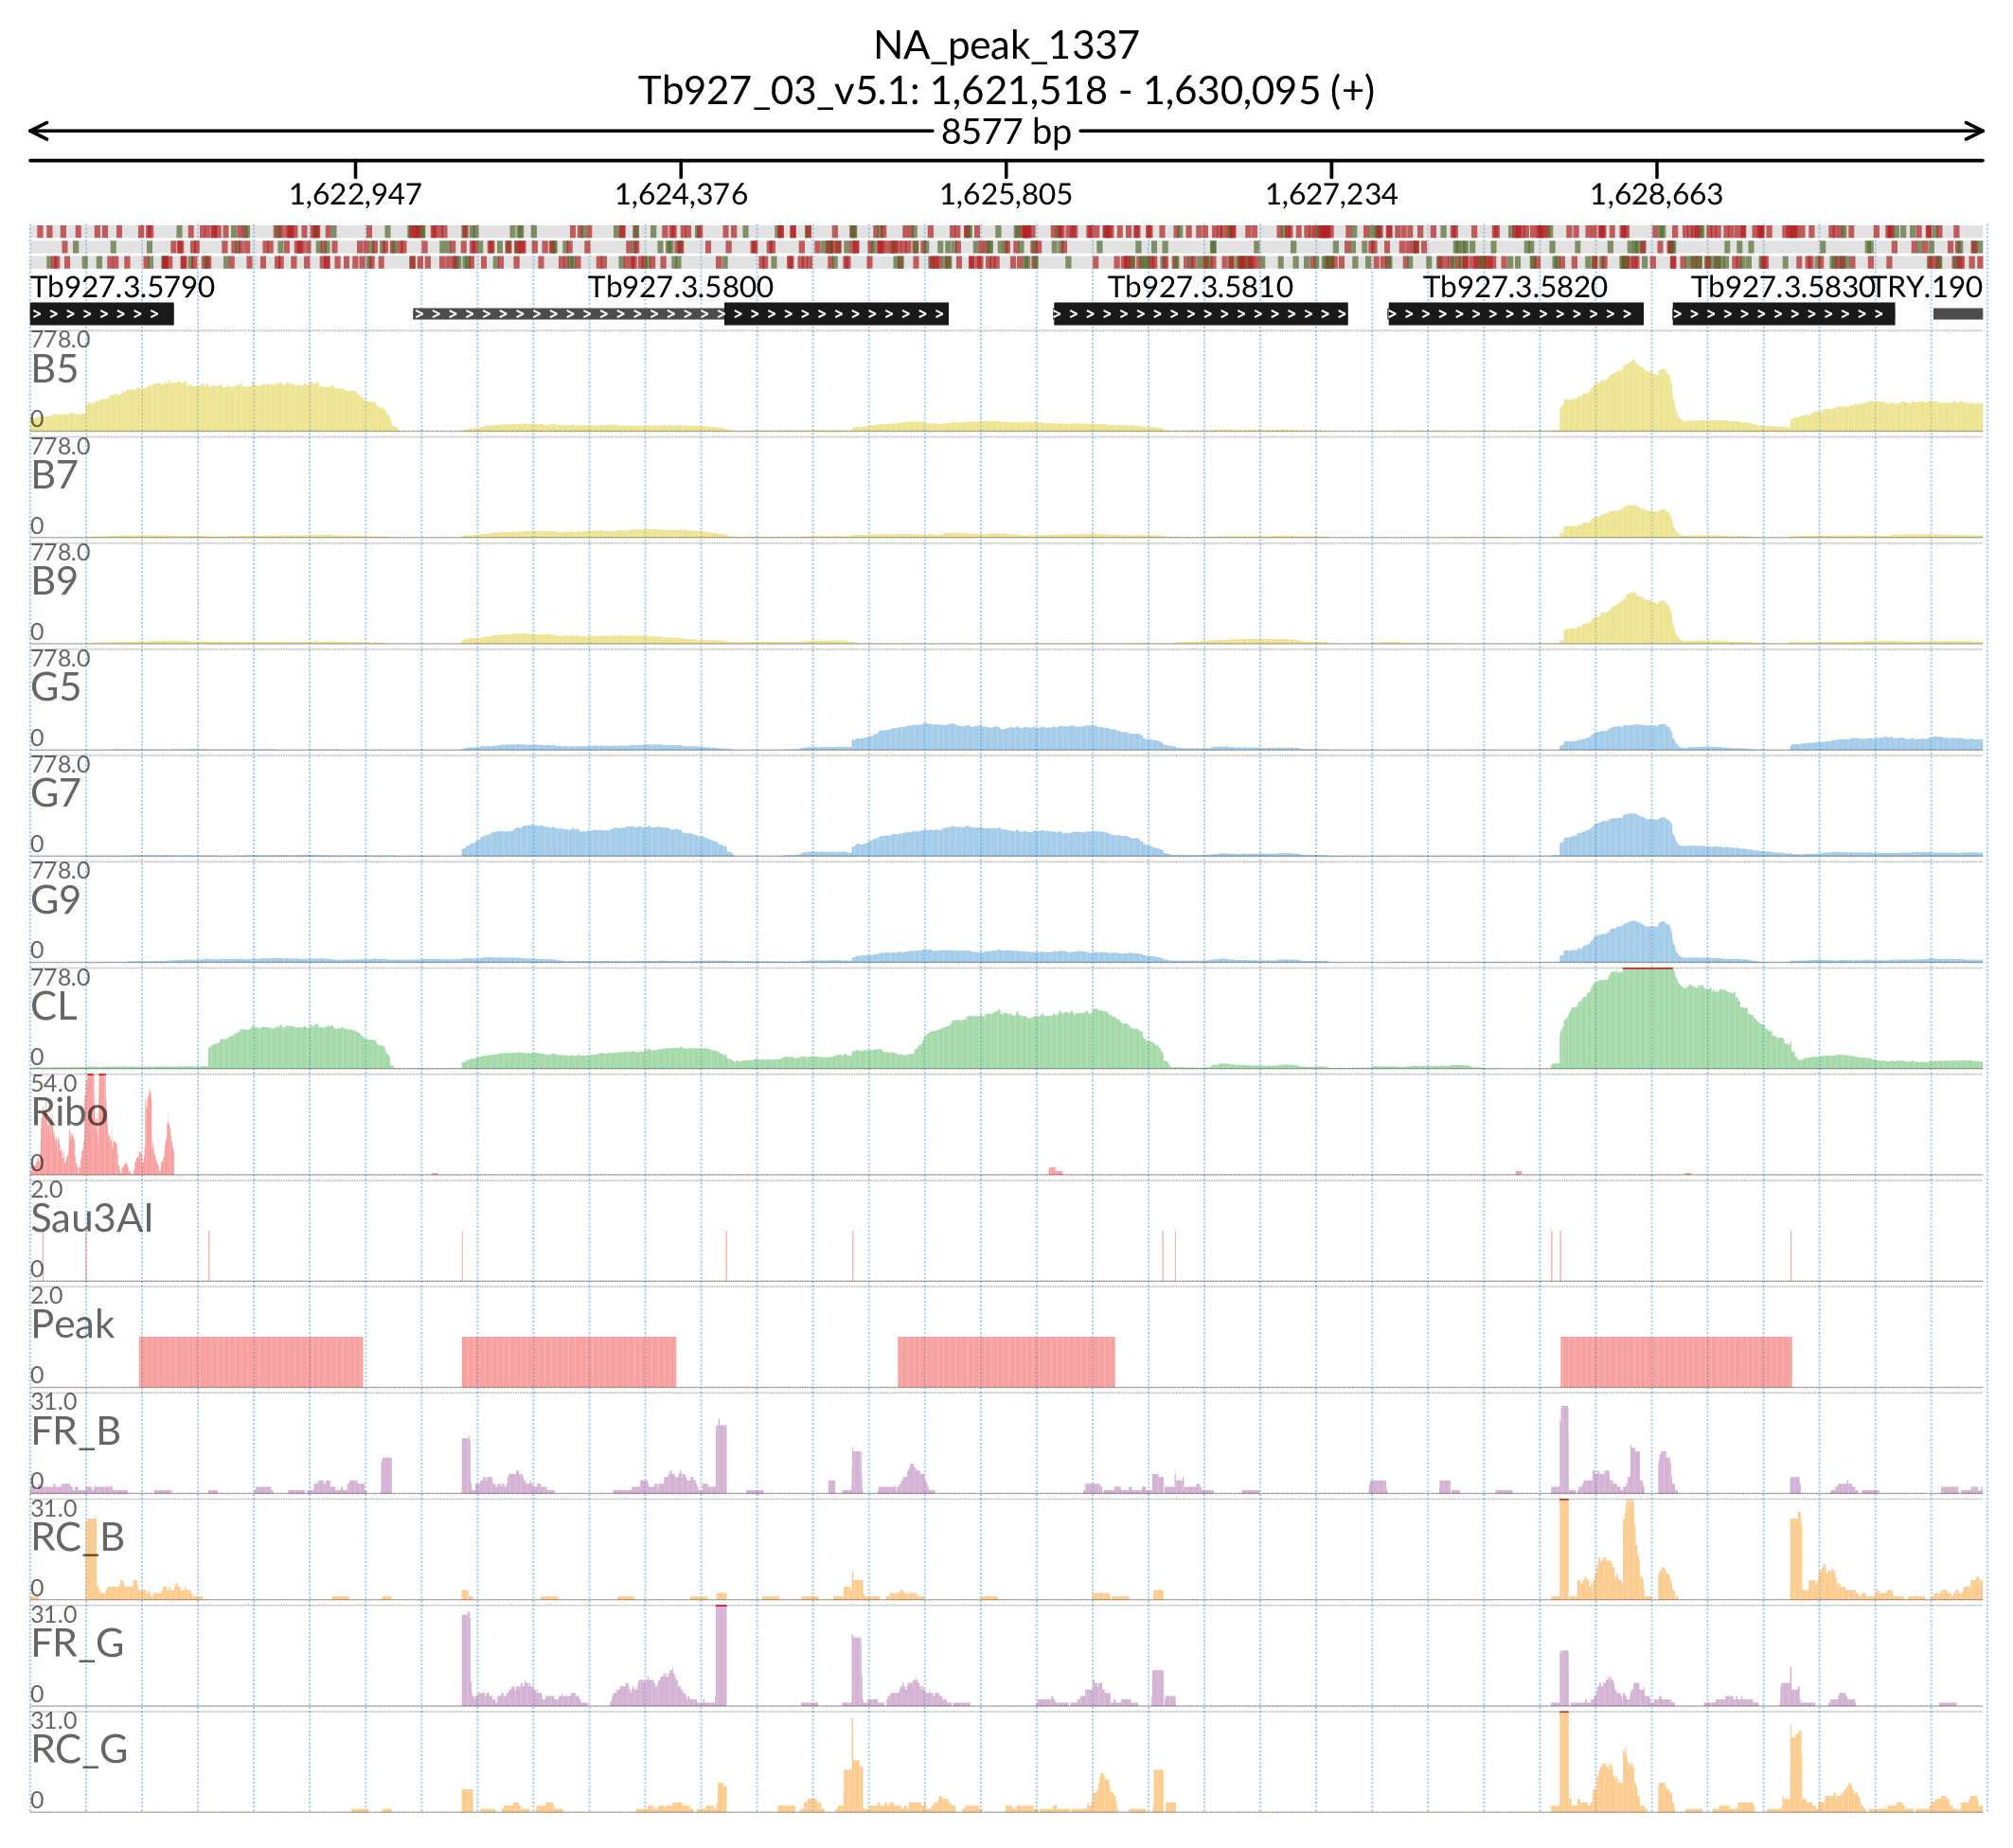 NA_peak_1337
Tb927_03_v5.1: 1,621,518 - 1,630,095 (+)
8577 bp
1,622,947 1,624,376 1,625,805 1,627,234 1,628,663
Tb927.3.5790 Tb927.3.5800 Tb927.3.5810 Tb927.3.5820 Tb927.3.5830 TRY.190
778.0
B5
0
778.0
B7
0
778.0
B9
0
778.0
G5
0
778.0
G7
0
778.0
G9
0
778.0
CL
0
54.0
Ribo
0
2.0
Sau3AI
0
2.0
Peak
0
31.0
FR_B
0
31.0
RC_B
0
31.0
FR_G
0
31.0
RC_G
0